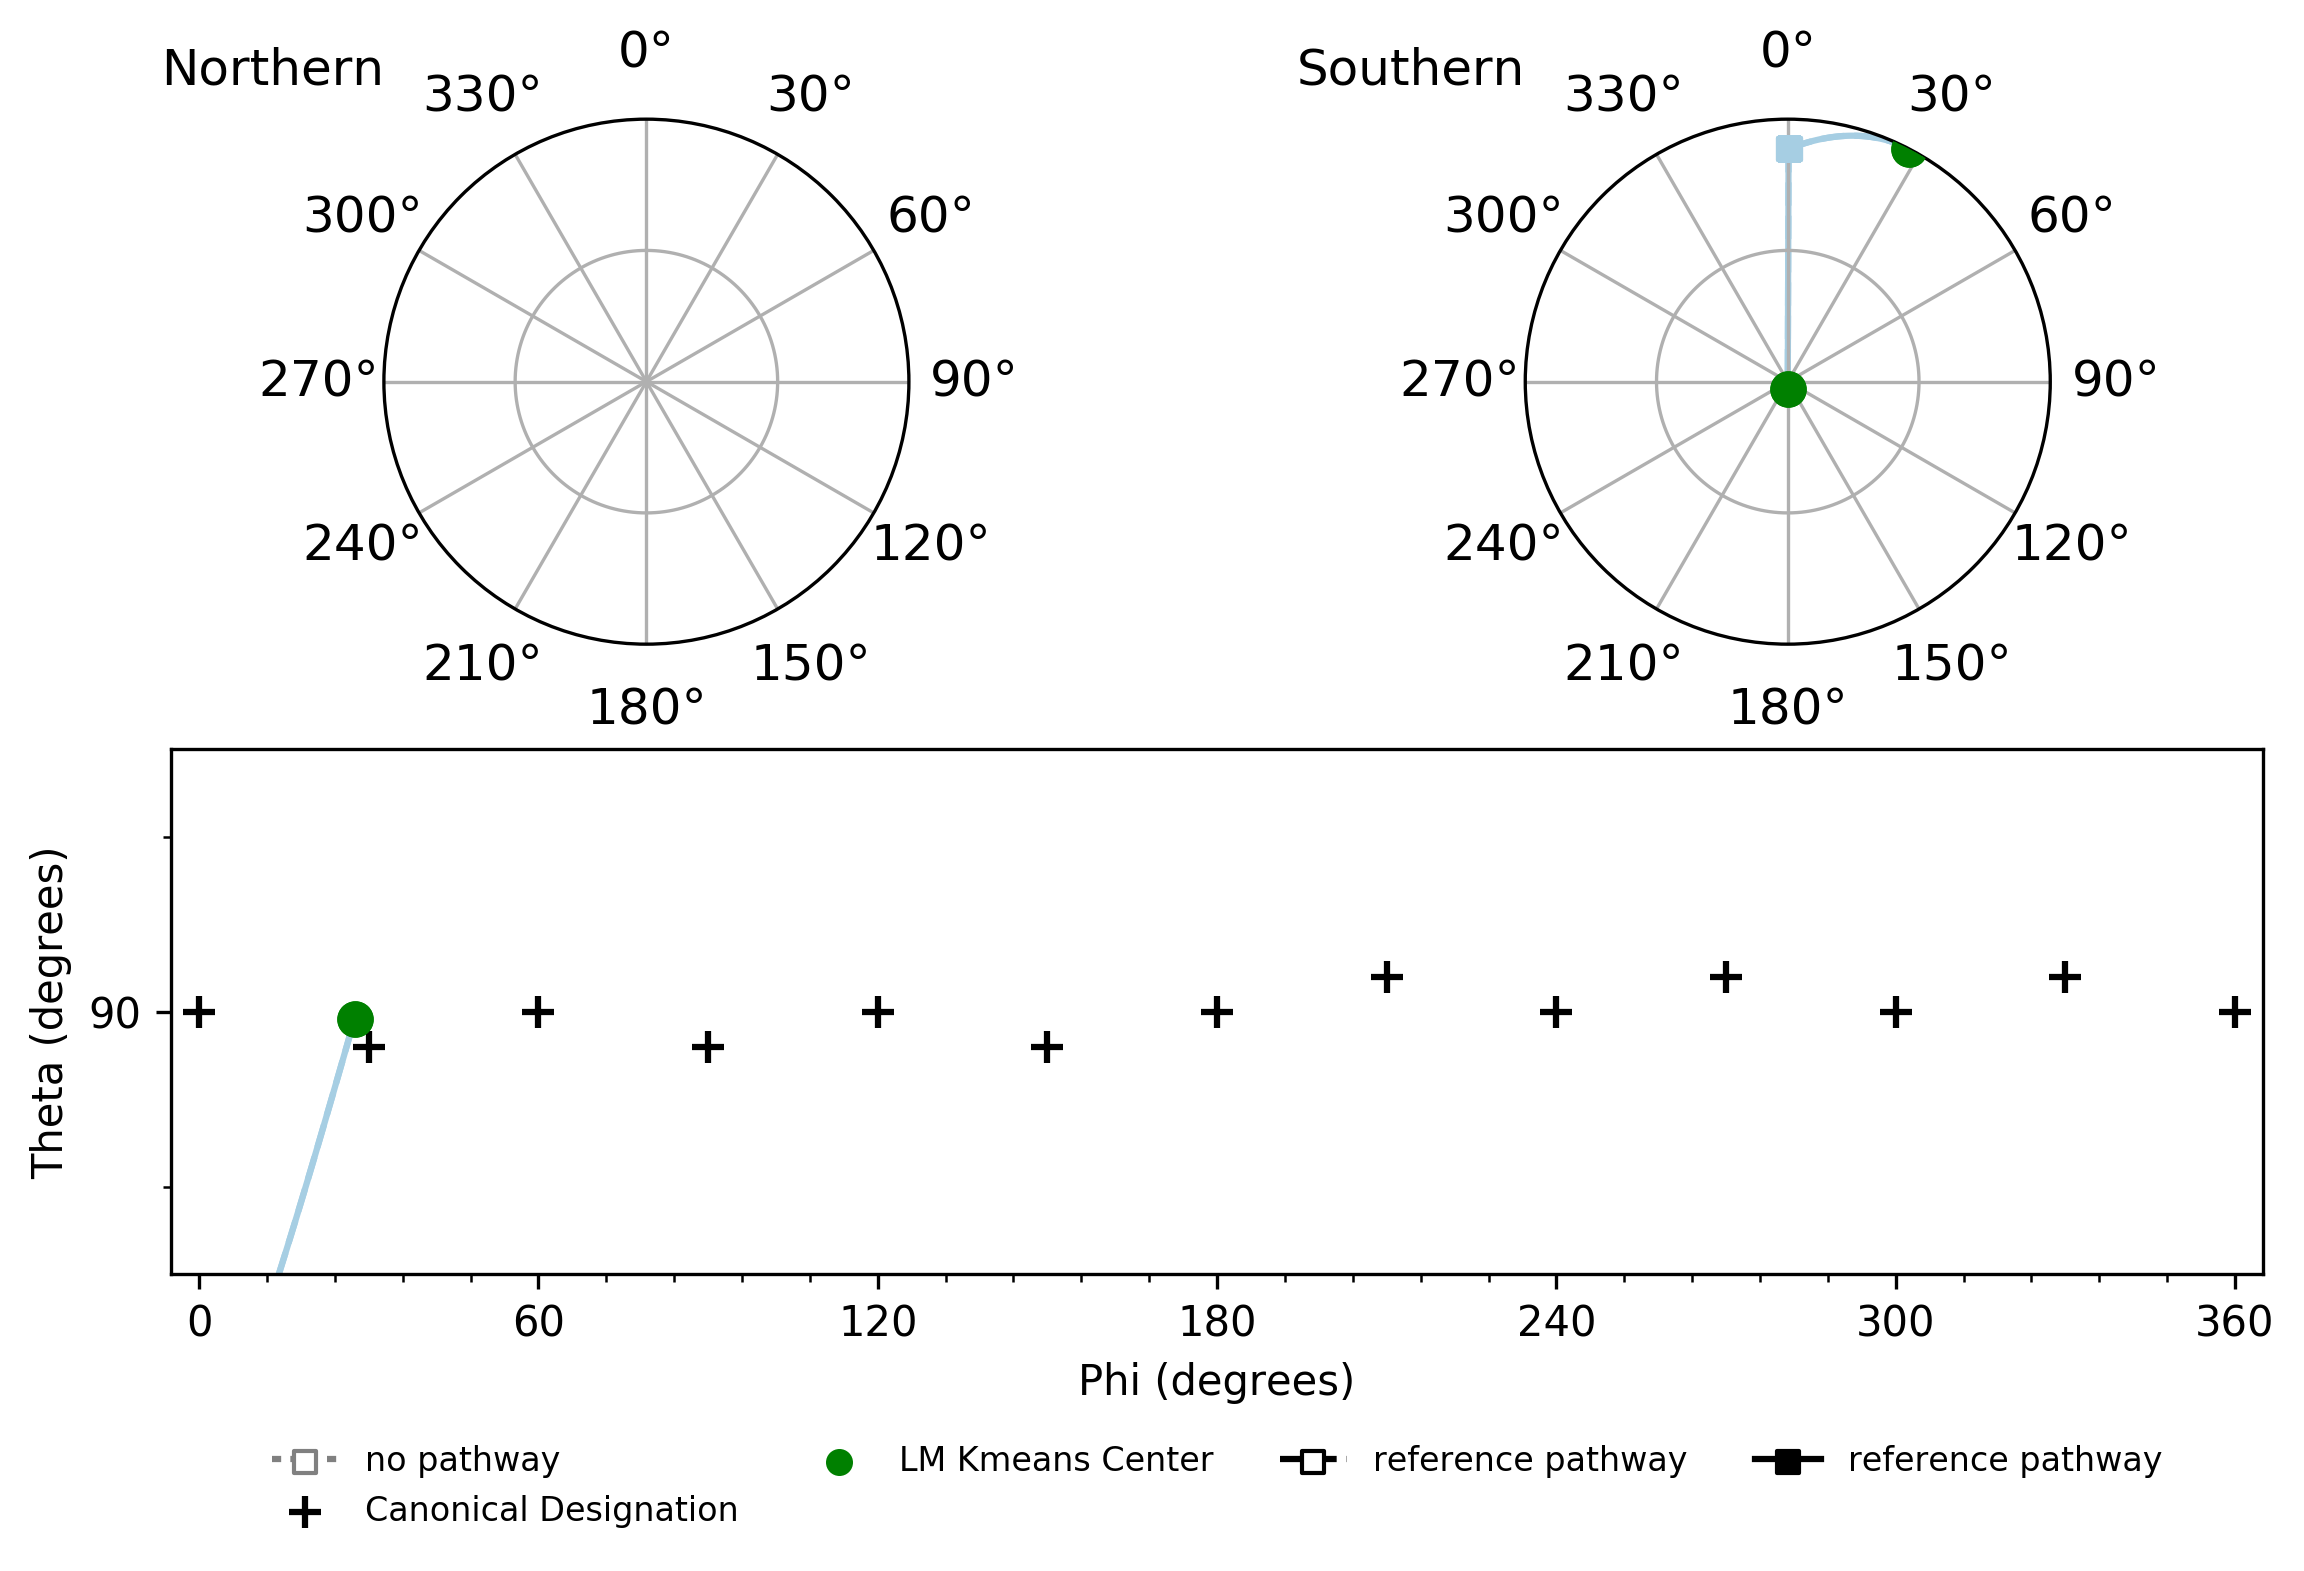 Northern
0°
30°
60°
90°
120°
150°
180°
210°
240°
270°
300°
330°
Southern
0°
30°
60°
90°
120°
150°
180°
210°
240°
270°
300°
330°
Theta (degrees)
90
0 60 120 180 240 300 360
Phi (degrees)
no pathway
Canonical Designation
LM Kmeans Center
reference pathway
reference pathway